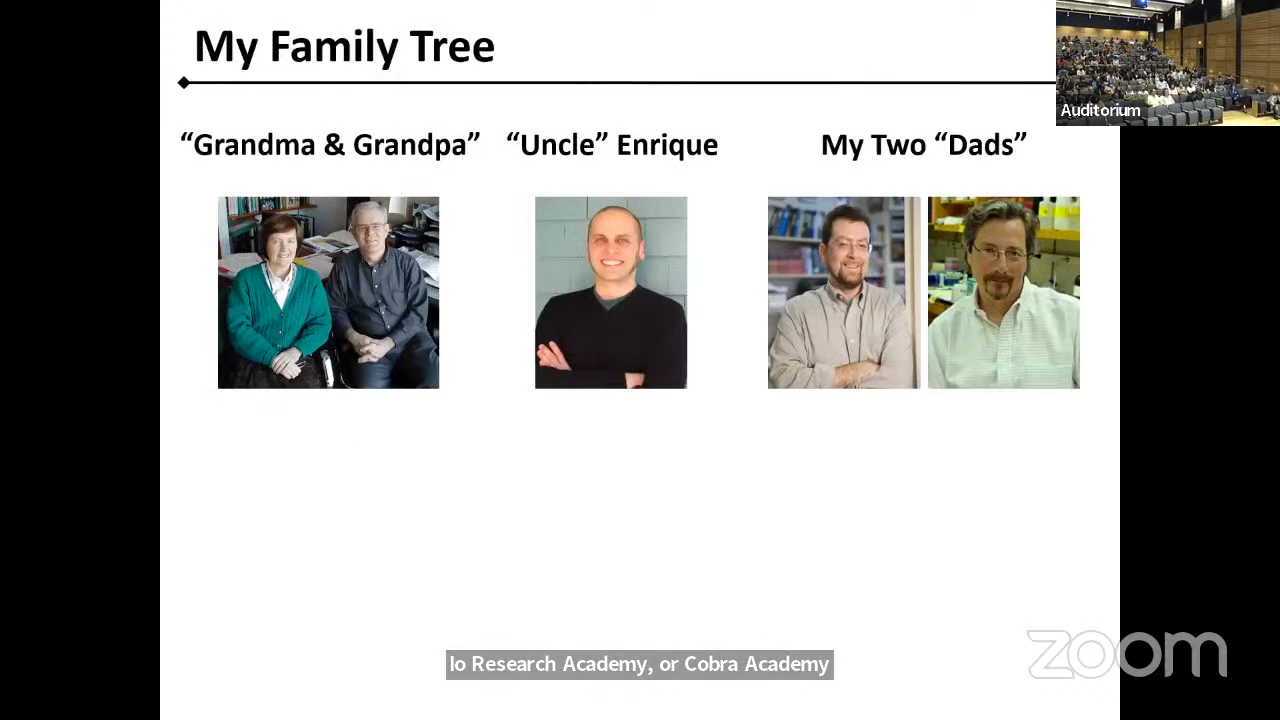 My Family Tree
Auditorium
“Grandma & Grandpa”
“Uncle” Enrique
My Two “Dads”
lo Research Academy, or Cobra Academy
zoom